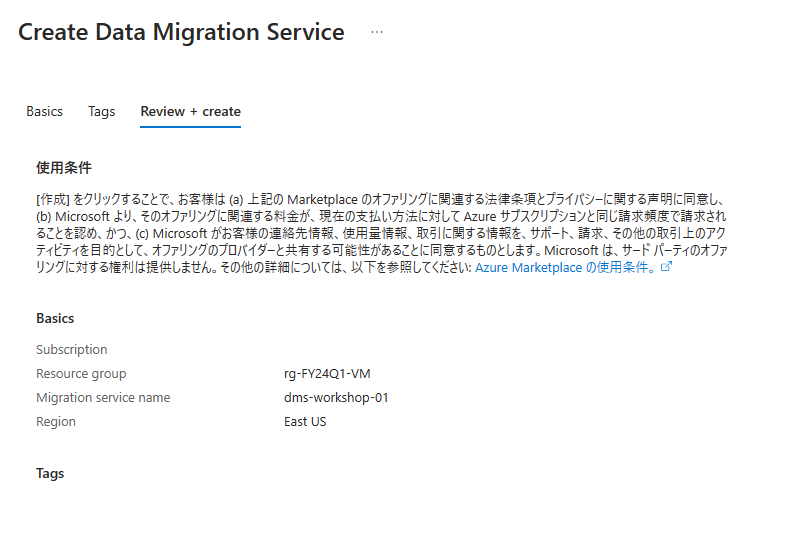 Create Data Migration Service ...
Basics Tags Review + create
使用条件
[作成] をクリックすることで、お客様は (a) 上記の Marketplace のオファリングに関連する法律条項とプライバシーに関する声明に同意し、
(b) Microsoft より、そのオファリングに関連する料金が、現在の支払い方法に対して Azure サブスクリプションと同じ請求頻度で請求され
ることを認め、かつ、(c) Microsoft がお客様の連絡先情報、使用量情報、取引に関する情報を、サポート、請求、その他の取引上のアク
ティビティを目的として、オファリングのプロバイダーと共有する可能性があることに同意するものとします。Microsoft は、サード パーティのオファ
リングに対する権利は提供しません。その他の詳細については、以下を参照してください: Azure Marketplace の使用条件。
Basics
Subscription
Resource group rg-FY24Q1-VM
Migration service name dms-workshop-01
Region East US
Tags